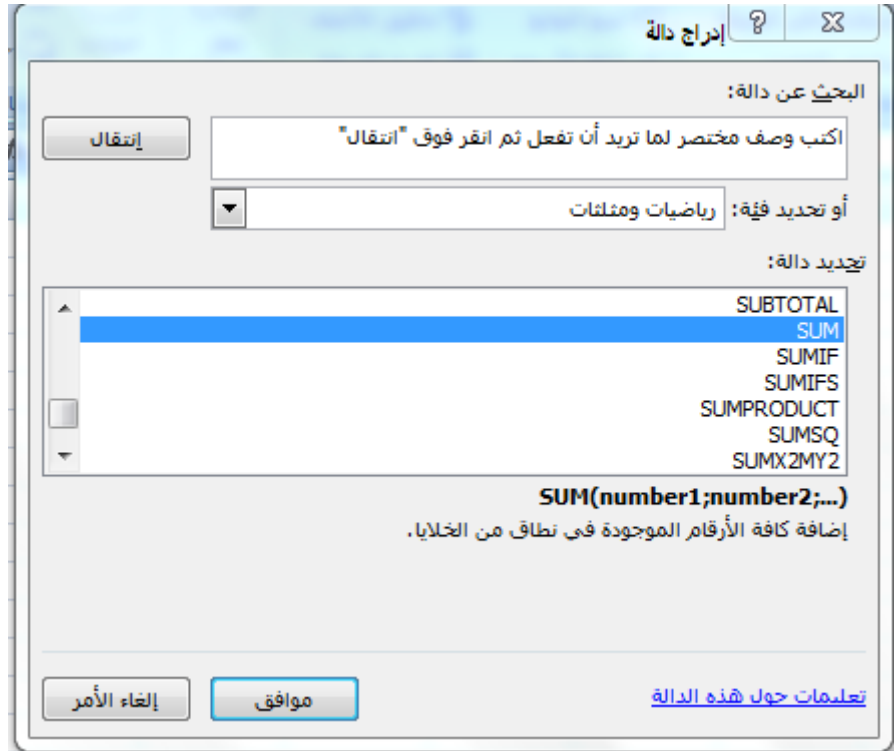 إدراج دالة
البحث عن دالة:
اكتب وصف مختصر لما تريد أن تفعل ثم انقر فوق "انتقال"
إنتقال
أو تحديد فئة: رياضيات ومثلثات
تحديد دالة:
SUBTOTAL
SUM
SUMIF
SUMIFS
SUMPRODUCT
SUMSQ
SUMX2MY2
SUM(number1;number2;...)
إضافة كافة الأرقام الموجودة في نطاق من الخلايا.
تعليمات حول هذه الدالة
موافق
إلغاء الأمر